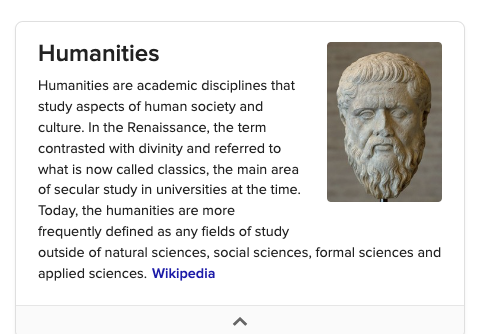 Humanities
Humanities are academic disciplines that
study aspects of human society and
culture. In the Renaissance, the term
contrasted with divinity and referred to
what is now called classics, the main area
of secular study in universities at the time.
Today, the humanities are more
frequently defined as any fields of study
outside of natural sciences, social sciences, formal sciences and
applied sciences. Wikipedia